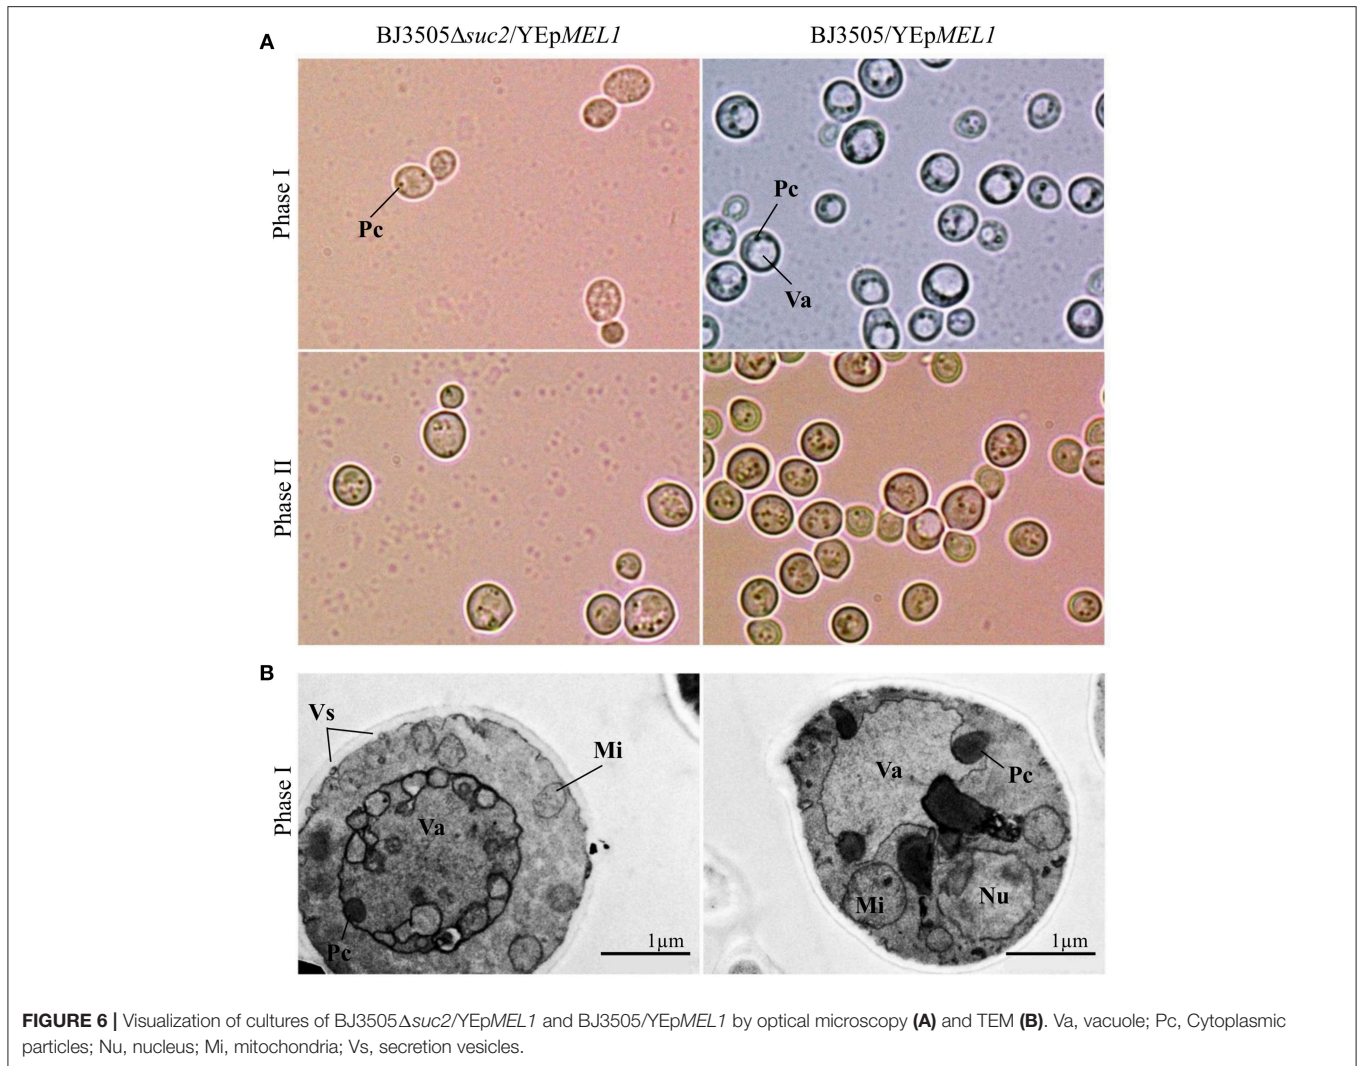 A
BJ3505Δsuc2/YEpMEL1
BJ3505/YEpMEL1
Phase I
Pc
Pc
Va
Phase II
B
Phase I
Vs
Mi
Va
Pc
1μm
Va
Pc
Mi
Nu
1μm
FIGURE 6 | Visualization of cultures of BJ3505Δsuc2/YEpMEL1 and BJ3505/YEpMEL1 by optical microscopy (A) and TEM (B). Va, vacuole; Pc, Cytoplasmic
particles; Nu, nucleus; Mi, mitochondria; Vs, secretion vesicles.